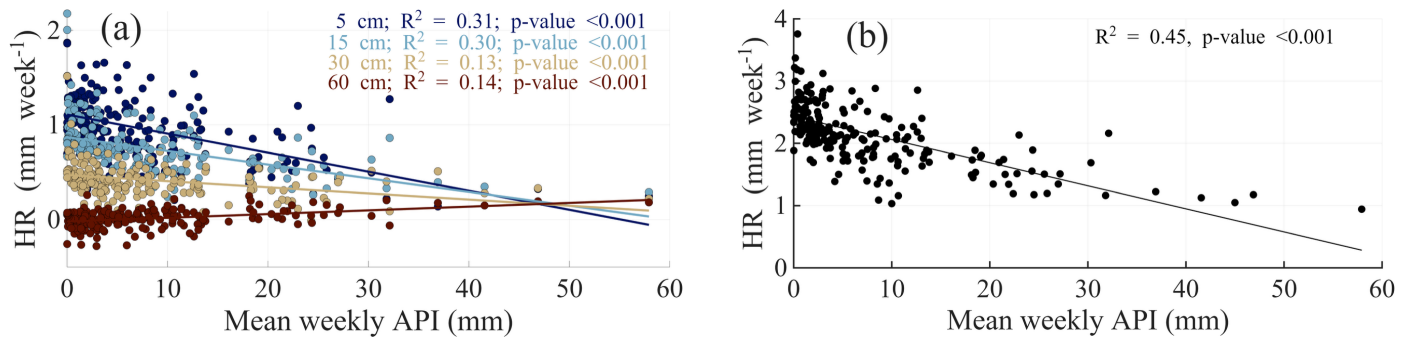 (a)
5 cm; R² = 0.31; p-value <0.001
15 cm; R² = 0.30; p-value <0.001
30 cm; R² = 0.13; p-value <0.001
60 cm; R² = 0.14; p-value <0.001
HR (mm week⁻¹)
2
1
0
0 10 20 30 40 50 60
Mean weekly API (mm)
(b)
R² = 0.45, p-value <0.001
HR (mm week⁻¹)
4
3
2
1
0
0 10 20 30 40 50 60
Mean weekly API (mm)